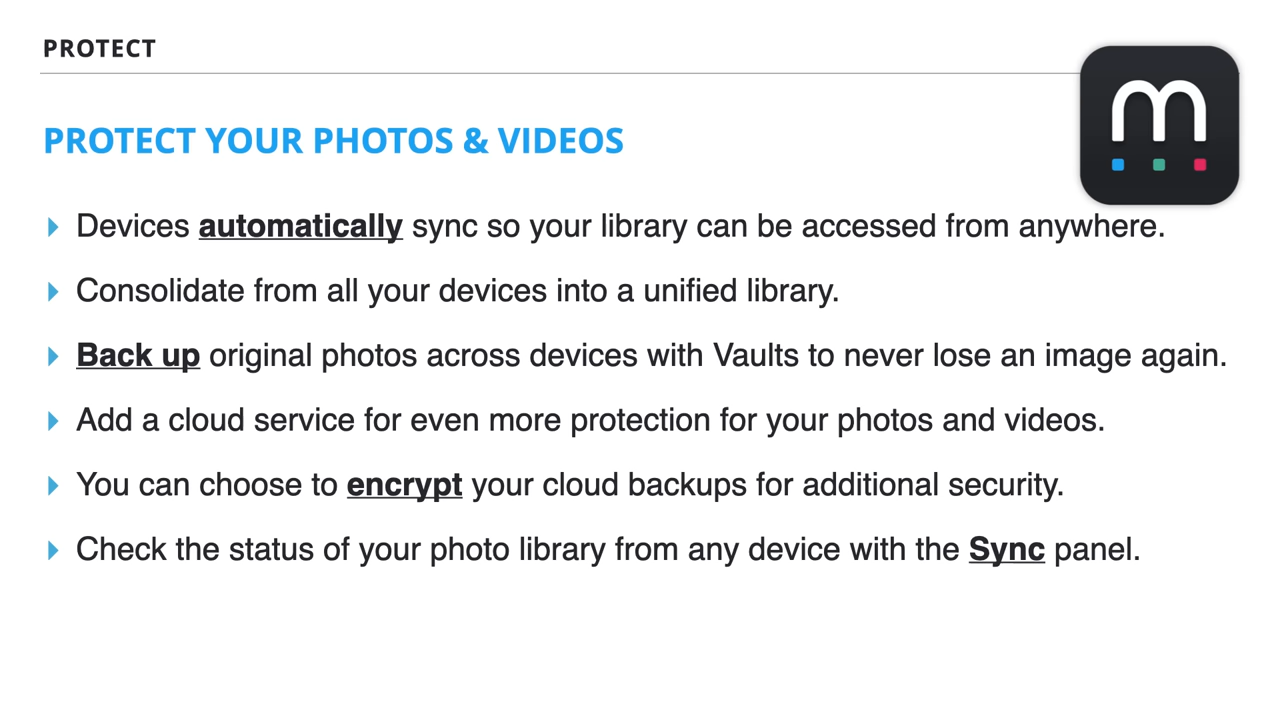 PROTECT
m
PROTECT YOUR PHOTOS & VIDEOS
Devices automatically sync so your library can be accessed from anywhere.
Consolidate from all your devices into a unified library.
Back up original photos across devices with Vaults to never lose an image again.
Add a cloud service for even more protection for your photos and videos.
You can choose to encrypt your cloud backups for additional security.
Check the status of your photo library from any device with the Sync panel.